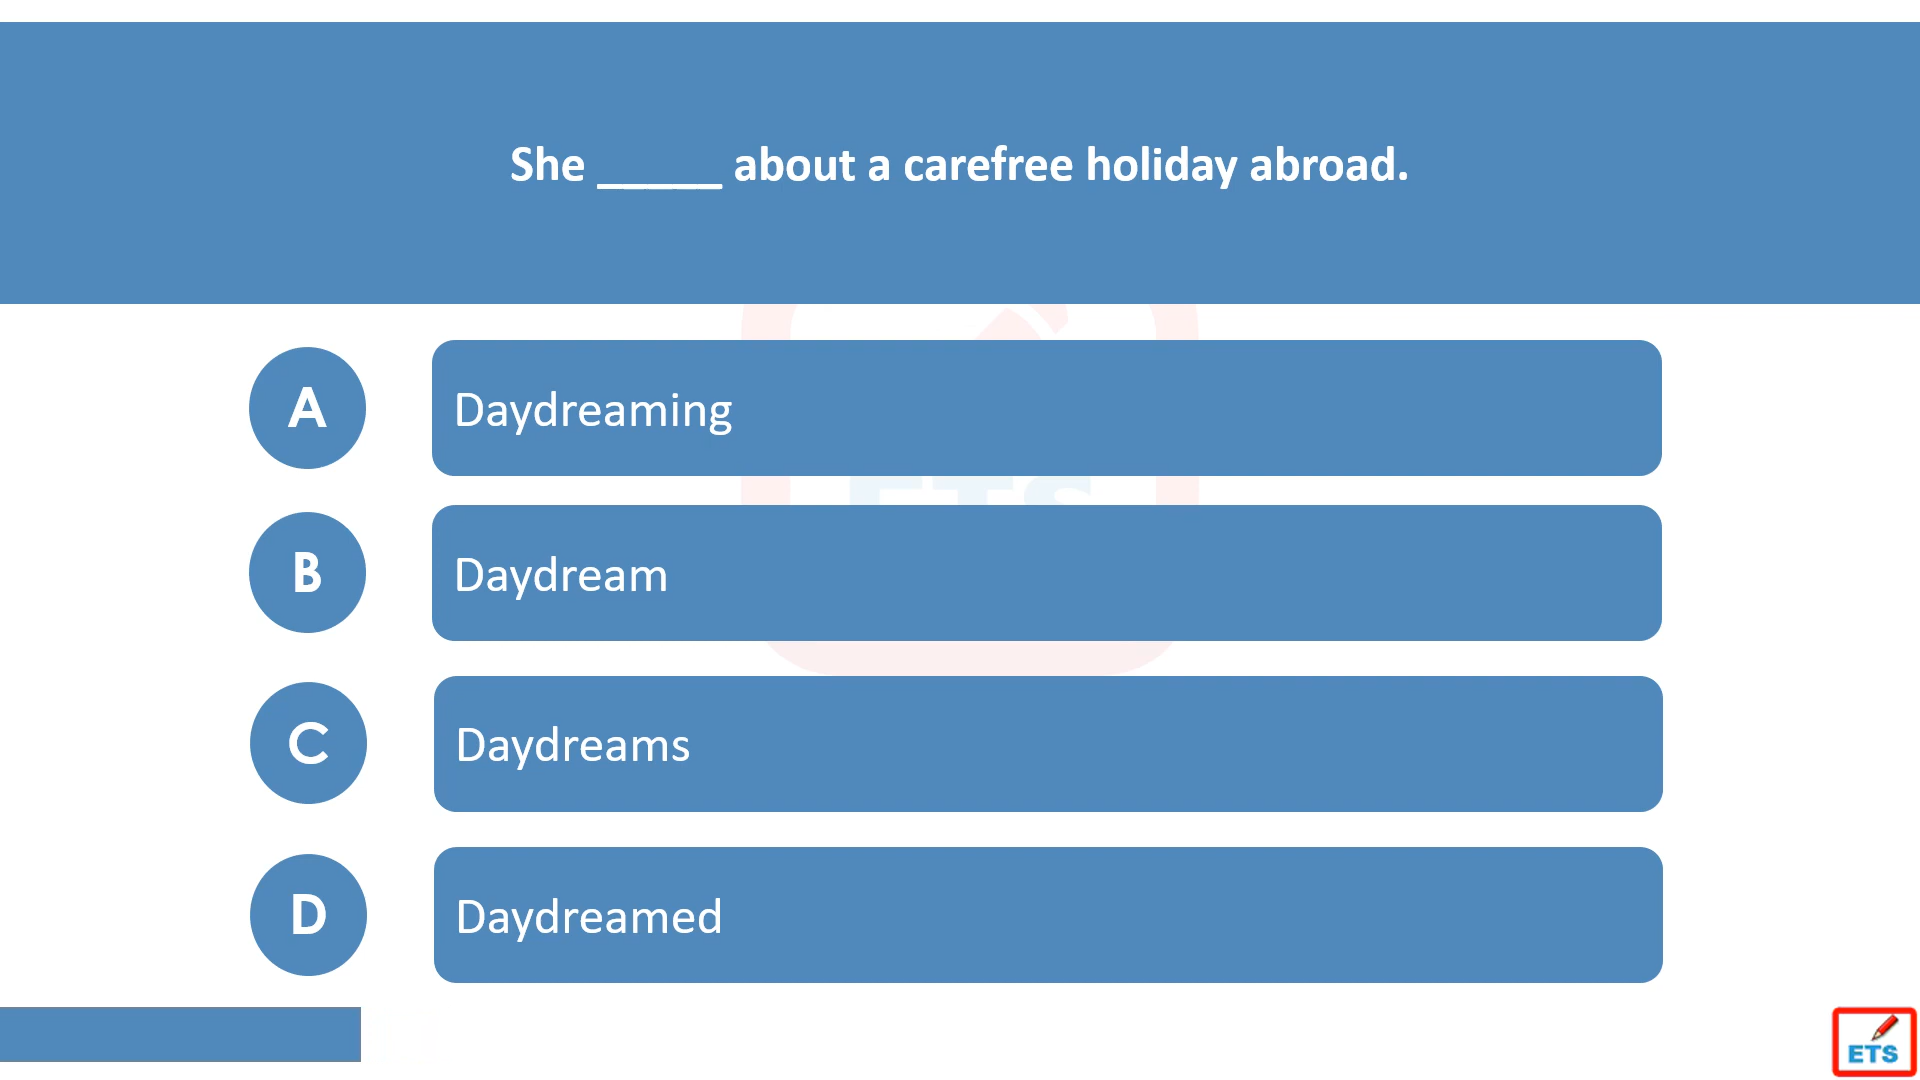 She _____ about a carefree holiday abroad.
A
Daydreaming
B
Daydream
C
Daydreams
D
Daydreamed
ETS